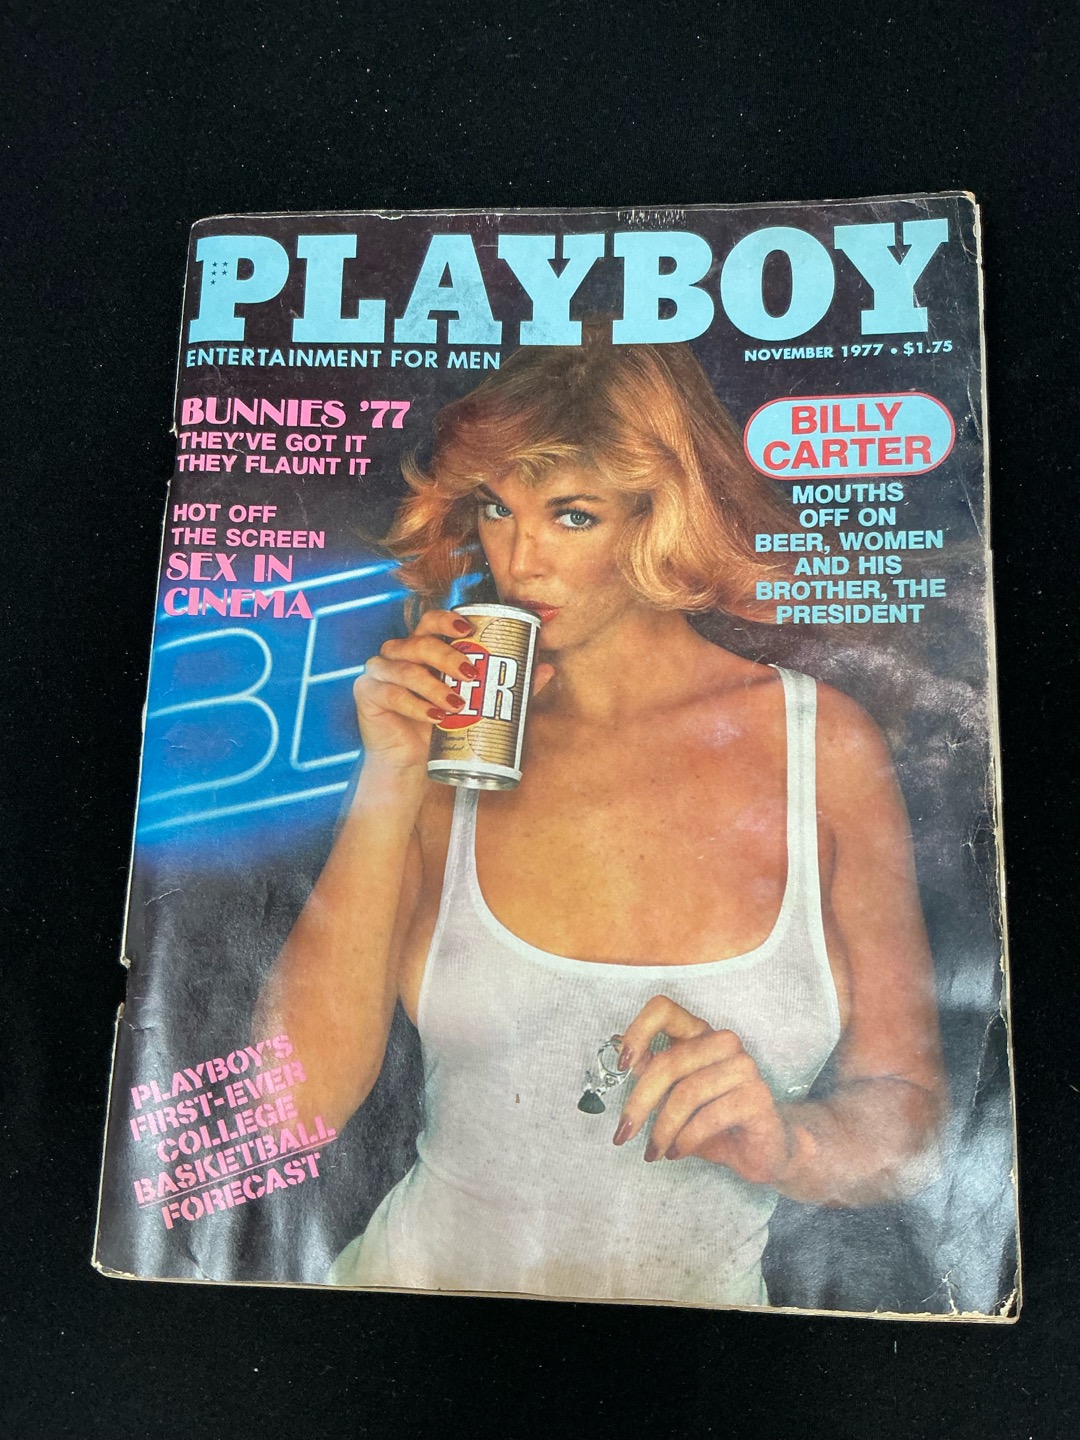 PLAYBOY
ENTERTAINMENT FOR MEN
NOVEMBER 1977 • $1.75
BUNNIES '77
THEY'VE GOT IT
THEY FLAUNT IT
HOT OFF
THE SCREEN
SEX IN
CINEMA
BILLY
CARTER
MOUTHS
OFF ON
BEER, WOMEN
AND HIS
BROTHER, THE
PRESIDENT
BE
EER
PLAYBOY'S
FIRST-EVER
COLLEGE
BASKETBALL
FORECAST